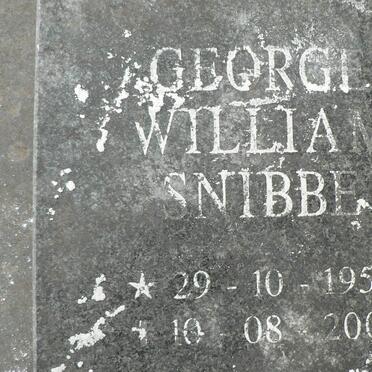 GEORGE
WILLIAM
SNIBBE
★ 29 - 10 - 195
✝ 10 08 200